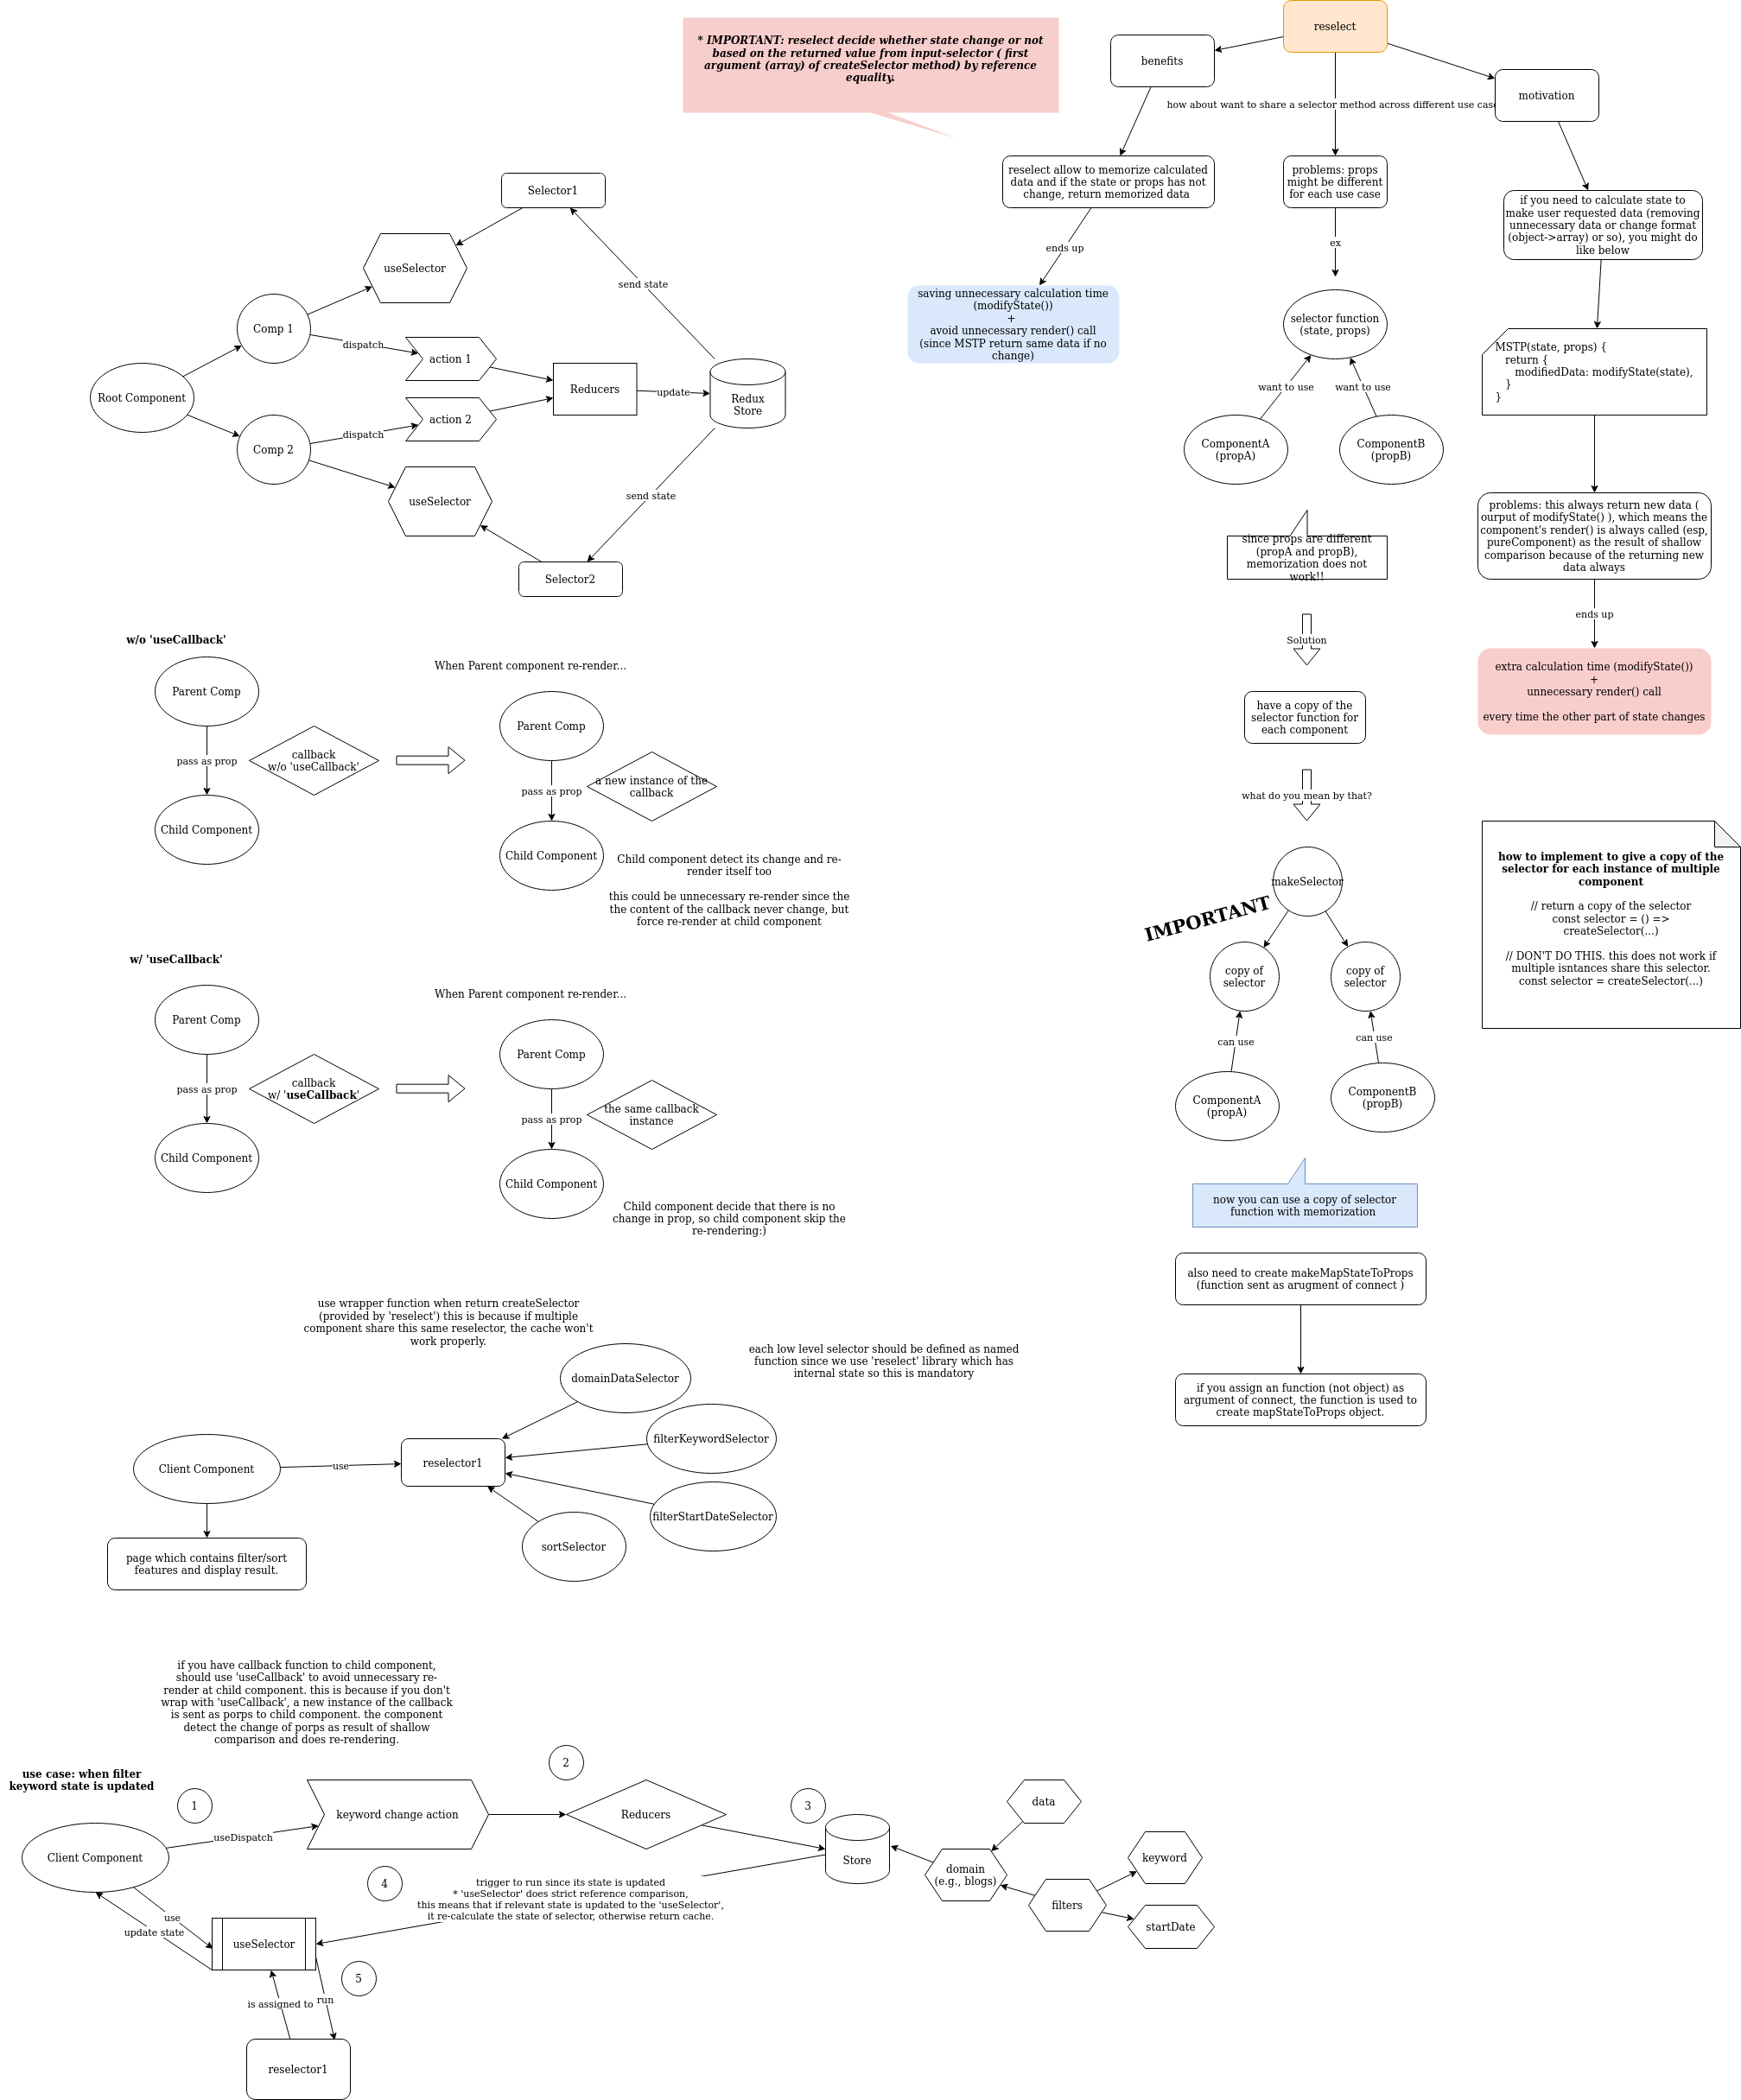 * IMPORTANT: reselect decide whether state change or not
based on the returned value from input-selector ( first
argument (array) of createSelector method) by reference
equality.
reselect
benefits
how about want to share a selector method across different use case
motivation
reselect allow to memorize calculated
data and if the state or props has not
change, return memorized data
problems: props
might be different
for each use case
if you need to calculate state to
make user requested data (removing
unnecessary data or change format
(object->array) or so), you might do
like below
ends up
ex
saving unnecessary calculation time
(modifyState())
+
avoid unnecessary render() call
(since MSTP return same data if no
change)
selector function
(state, props)
MSTP(state, props) {
return {
modifiedData: modifyState(state),
}
}
want to use
want to use
ComponentA
(propA)
ComponentB
(propB)
problems: this always return new data (
ourput of modifyState() ), which means the
component's render() is always called (esp,
pureComponent) as the result of shallow
comparison because of the returning new
data always
since props are different
(propA and propB),
memorization does not
work!!
ends up
Solution
extra calculation time (modifyState())
+
unnecessary render() call
every time the other part of state changes
have a copy of the
selector function for
each component
what do you mean by that?
makeSelector
IMPORTANT
how to implement to give a copy of the
selector for each instance of multiple
component
// return a copy of the selector
const selector = () =>
createSelector(...)
// DON'T DO THIS. this does not work if
multiple isntances share this selector.
const selector = createSelector(...)
copy of
selector
copy of
selector
can use
can use
ComponentA
(propA)
ComponentB
(propB)
now you can use a copy of selector
function with memorization
also need to create makeMapStateToProps
(function sent as arugment of connect )
if you assign an function (not object) as
argument of connect, the function is used to
create mapStateToProps object.
Selector1
useSelector
send state
Comp 1
dispatch
action 1
Root Component
Reducers
update
Redux
Store
action 2
dispatch
Comp 2
useSelector
send state
Selector2
w/o 'useCallback'
When Parent component re-render...
Parent Comp
pass as prop
callback
w/o 'useCallback'
Child Component
Parent Comp
pass as prop
a new instance of the
callback
Child Component
Child component detect its change and re-
render itself too
this could be unnecessary re-render since the
the content of the callback never change, but
force re-render at child component
w/ 'useCallback'
When Parent component re-render...
Parent Comp
pass as prop
callback
w/ 'useCallback'
Child Component
Parent Comp
pass as prop
the same callback
instance
Child Component
Child component decide that there is no
change in prop, so child component skip the
re-rendering:)
use wrapper function when return createSelector
(provided by 'reselect') this is because if multiple
component share this same reselector, the cache won't
work properly.
each low level selector should be defined as named
function since we use 'reselect' library which has
internal state so this is mandatory
domainDataSelector
filterKeywordSelector
Client Component
use
reselector1
filterStartDateSelector
sortSelector
page which contains filter/sort
features and display result.
if you have callback function to child component,
should use 'useCallback' to avoid unnecessary re-
render at child component. this is because if you don't
wrap with 'useCallback', a new instance of the callback
is sent as porps to child component. the component
detect the change of porps as result of shallow
comparison and does re-rendering.
use case: when filter
keyword state is updated
1
2
3
keyword change action
Reducers
useDispatch
Client Component
Store
data
domain
(e.g., blogs)
keyword
filters
startDate
4
trigger to run since its state is updated
* 'useSelector' does strict reference comparison,
this means that if relevant state is updated to the 'useSelector',
it re-calculate the state of selector, otherwise return cache.
use
update state
useSelector
5
is assigned to
run
reselector1